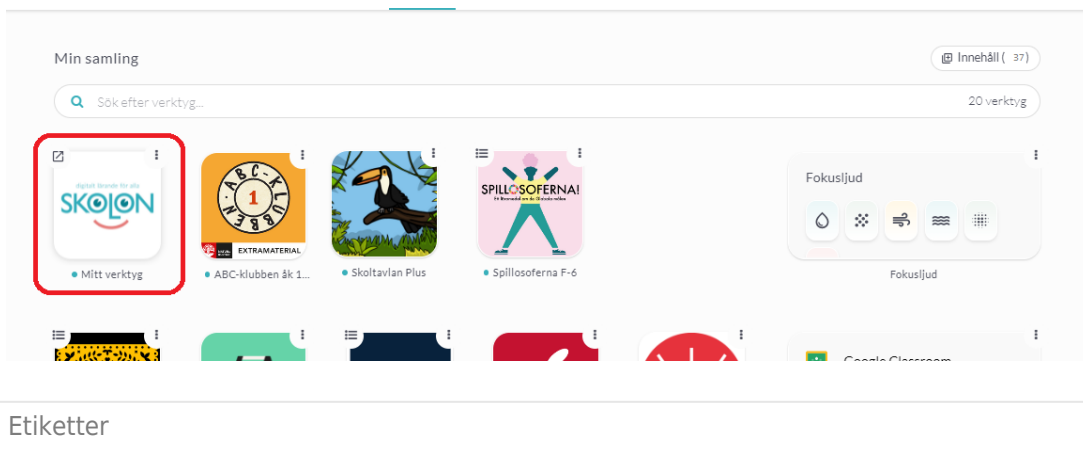 Min samling
Innehåll ( 37)
Sök efter verktyg...
20 verktyg
digitalt lärande för alla
SKOLON
Mitt verktyg
ABC-KLUBBEN
1
EXTRAMATERIAL
ABC-klubben åk 1...
Skoltavlan Plus
SPILLOSOFERNA!
Spillosoferna F-6
Fokusljud
Fokusljud
Google Classroom
Etiketter